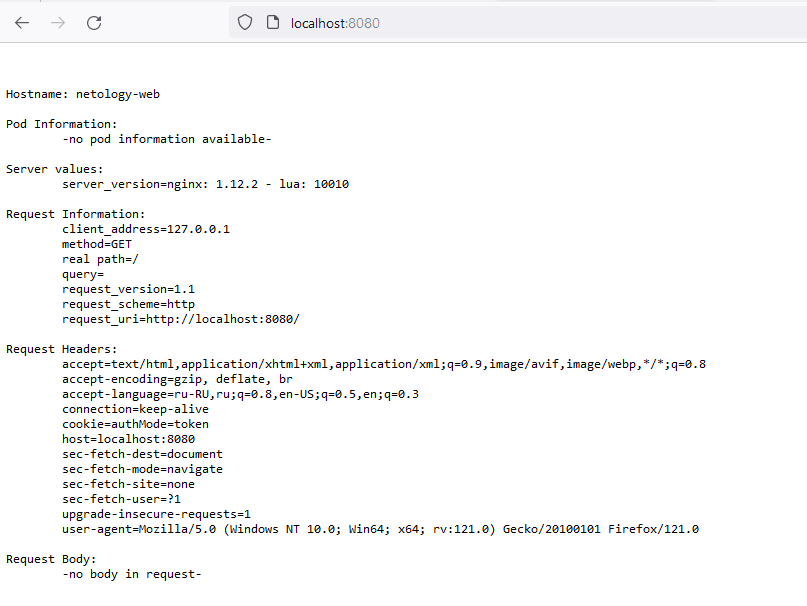 localhost:8080
Hostname: netology-web
Pod Information:
-no pod information available-
Server values:
server_version=nginx: 1.12.2 - lua: 10010
Request Information:
client_address=127.0.0.1
method=GET
real path=/
query=
request_version=1.1
request_scheme=http
request_uri=http://localhost:8080/
Request Headers:
accept=text/html,application/xhtml+xml,application/xml;q=0.9,image/avif,image/webp,*/*;q=0.8
accept-encoding=gzip, deflate, br
accept-language=ru-RU,ru;q=0.8,en-US;q=0.5,en;q=0.3
connection=keep-alive
cookie=authMode=token
host=localhost:8080
sec-fetch-dest=document
sec-fetch-mode=navigate
sec-fetch-site=none
sec-fetch-user=?1
upgrade-insecure-requests=1
user-agent=Mozilla/5.0 (Windows NT 10.0; Win64; x64; rv:121.0) Gecko/20100101 Firefox/121.0
Request Body:
-no body in request-